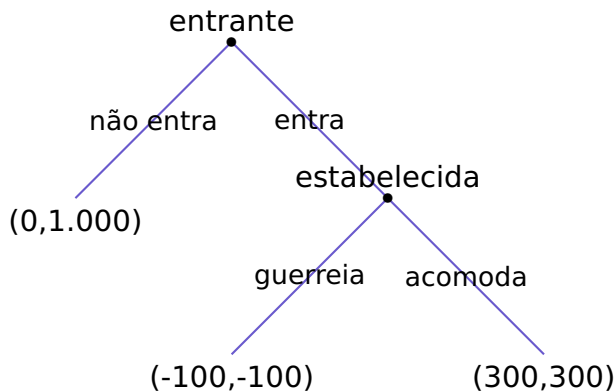 entrante
não entra
entra
estabelecida
(0,1.000)
guerreia
acomoda
(-100,-100)
(300,300)